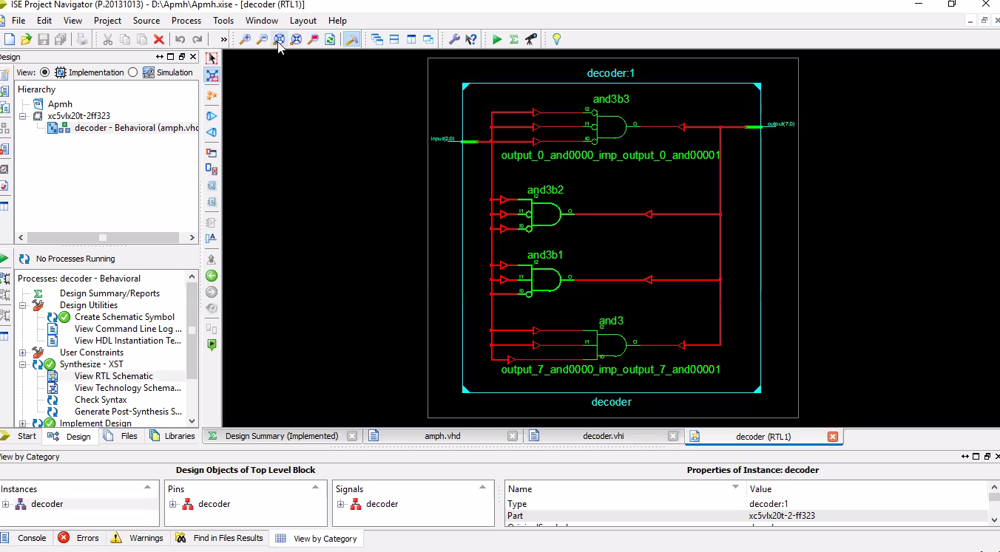 ISE Project Navigator (P.20131013) - D:\Apmh\Apmh.xise - [decoder (RTL1)]
File Edit View Project Source Process Tools Window Layout Help
Design
View: Implementation Simulation
Hierarchy
Apmh
xc5vlx20t-2ff323
decoder - Behavioral (amph.vhd
No Processes Running
Processes: decoder - Behavioral
Design Summary/Reports
Design Utilities
Create Schematic Symbol
View Command Line Log ...
View HDL Instantiation Te...
User Constraints
Synthesize - XST
View RTL Schematic
View Technology Schema...
Check Syntax
Generate Post-Synthesis S...
Implement Design
Start Design Files Libraries
decoder:1
and3b3
I2
I1 O
I0
input(2:0)
output(7:0)
output_0_and0000_imp_output_0_and00001
and3b2
I2
I1 O
I0
and3b1
I2
I1 O
I0
and3
I2
I1 O
I0
output_7_and0000_imp_output_7_and00001
decoder
Design Summary (Implemented) amph.vhd decoder.vhi decoder (RTL1)
View by Category
Design Objects of Top Level Block Properties of Instance: decoder
Instances Pins Signals Name Value
decoder decoder decoder Type decoder:1
Part xc5vlx20t-2-ff323
Console Errors Warnings Find in Files Results View by Category